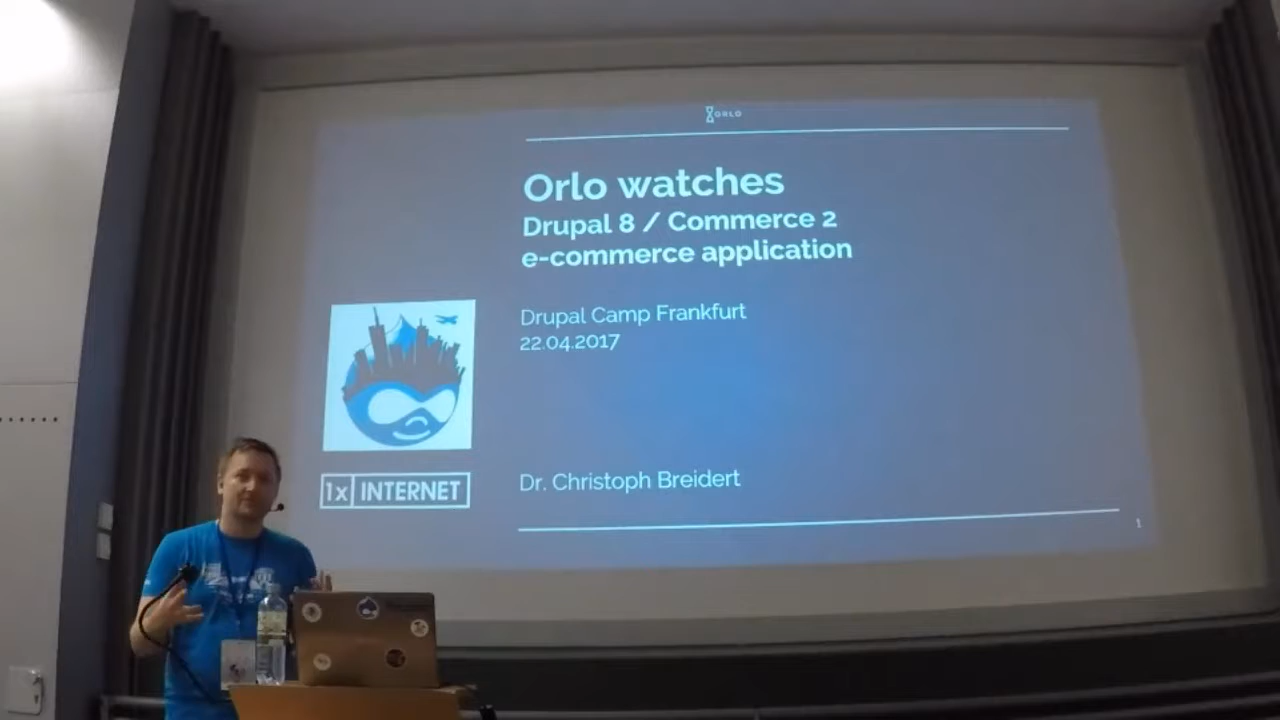 ORLO
Orlo watches
Drupal 8 / Commerce 2
e-commerce application
Drupal Camp Frankfurt
22.04.2017
1x INTERNET
Dr. Christoph Breidert
1